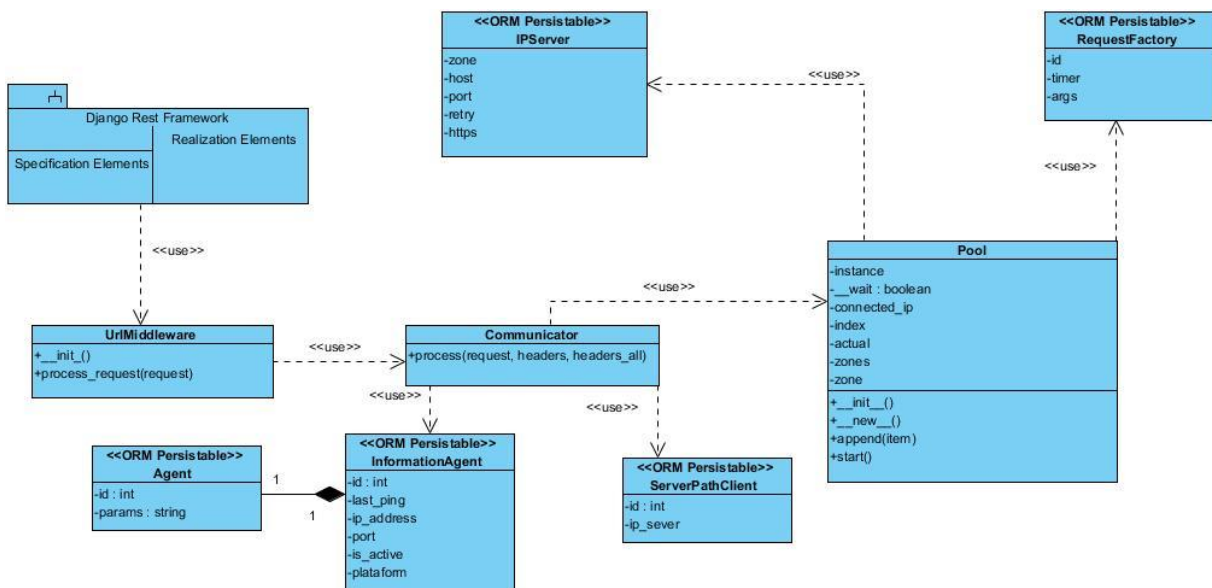 <<ORM Persistable>>
IPServer
-zone
-host
-port
-retry
-https
<<ORM Persistable>>
RequestFactory
-id
-timer
-args
<<use>>
<<use>>
Django Rest Framework
Specification Elements
Realization Elements
<<use>>
UrlMiddleware
+__init_()
+process_request(request)
<<use>>
Communicator
+process(request, headers, headers_all)
<<use>>
Pool
-instance
-__wait : boolean
-connected_ip
-index
-actual
-zones
-zone
+__init__()
+__new__()
+append(item)
+start()
<<use>>
<<use>>
<<ORM Persistable>>
Agent
-id : int
-params : string
1
1
<<ORM Persistable>>
InformationAgent
-id : int
-last_ping
-ip_address
-port
-is_active
-plataform
<<ORM Persistable>>
ServerPathClient
-id : int
-ip_sever